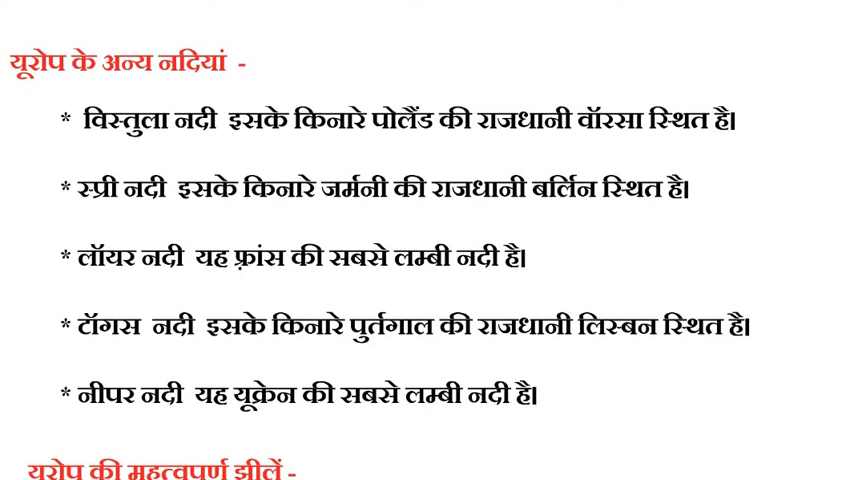 यूरोप के अन्य नदियां -
* विस्तुला नदी इसके किनारे पोलैंड की राजधानी वॉरसा स्थित है।
* स्प्री नदी इसके किनारे जर्मनी की राजधानी बर्लिन स्थित है।
* लॉयर नदी यह फ़्रांस की सबसे लम्बी नदी है।
* टॉगस नदी इसके किनारे पुर्तगाल की राजधानी लिस्बन स्थित है।
* नीपर नदी यह यूक्रेन की सबसे लम्बी नदी है।
यूरोप की महत्वपूर्ण झीलें -